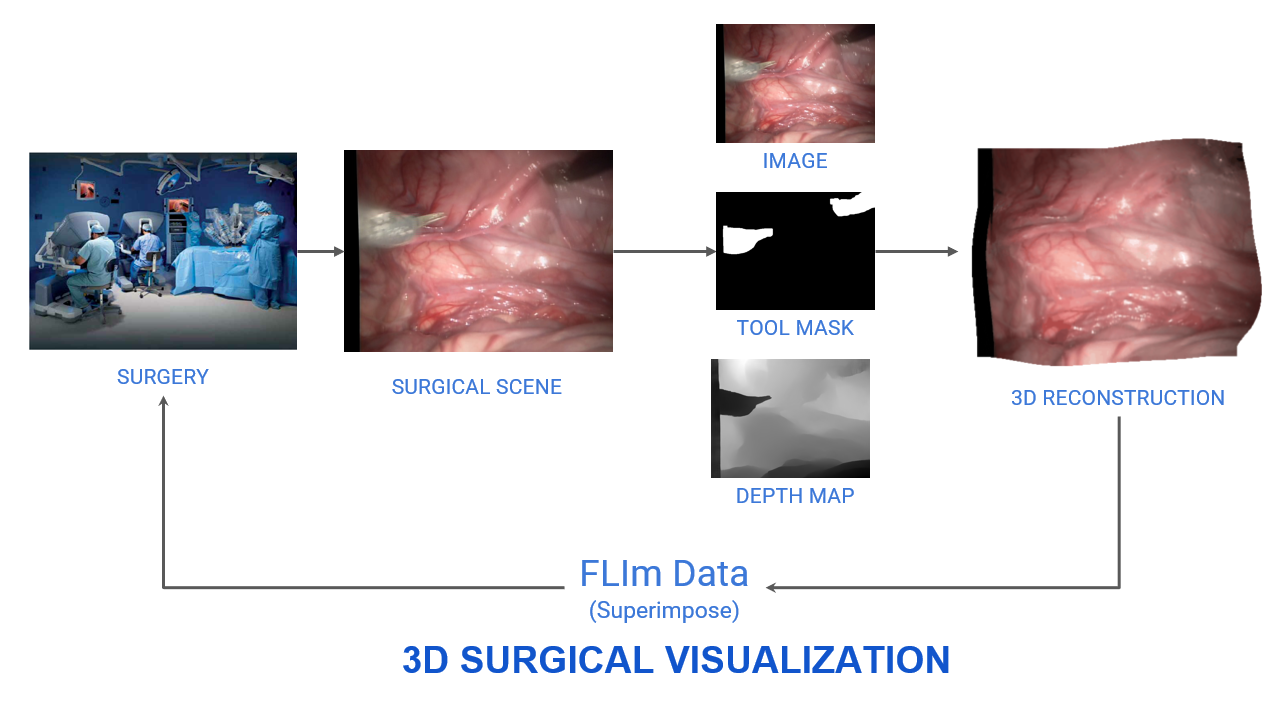 IMAGE
TOOL MASK
SURGERY
SURGICAL SCENE
3D RECONSTRUCTION
DEPTH MAP
FLIm Data
(Superimpose)
3D SURGICAL VISUALIZATION